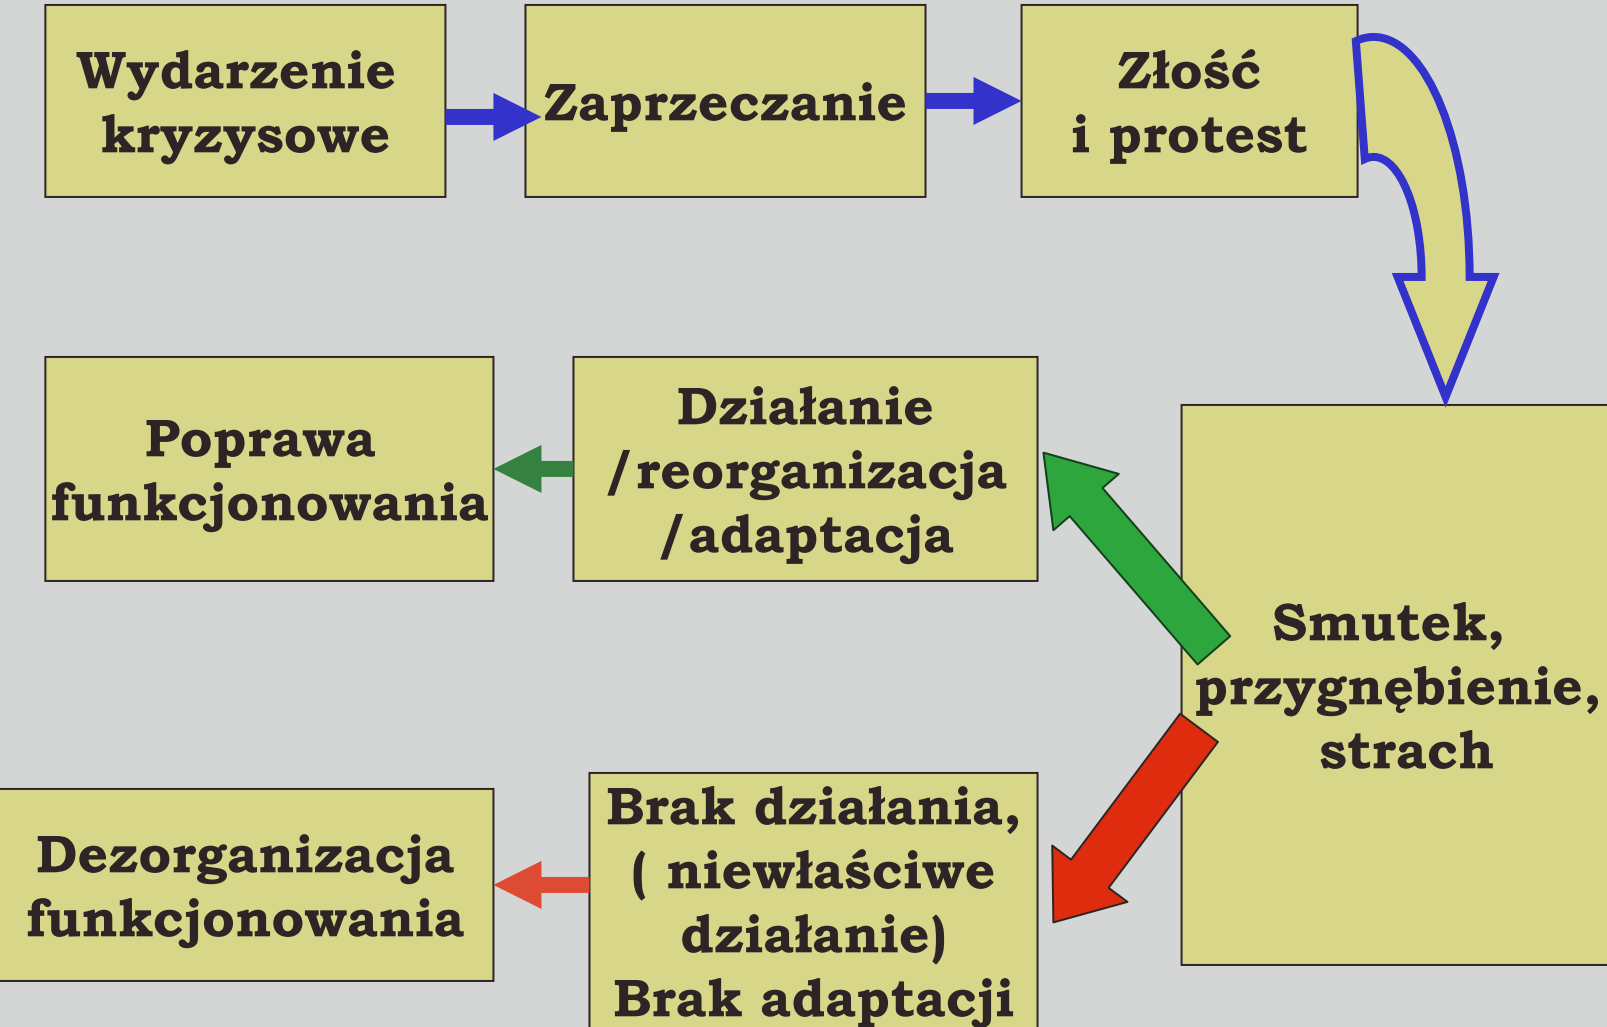 Wydarzenie
kryzysowe
Zaprzeczanie
Złość
i protest
Poprawa
funkcjonowania
Działanie
/reorganizacja
/adaptacja
Smutek,
przygnębienie,
strach
Dezorganizacja
funkcjonowania
Brak działania,
( niewłaściwe
działanie)
Brak adaptacji